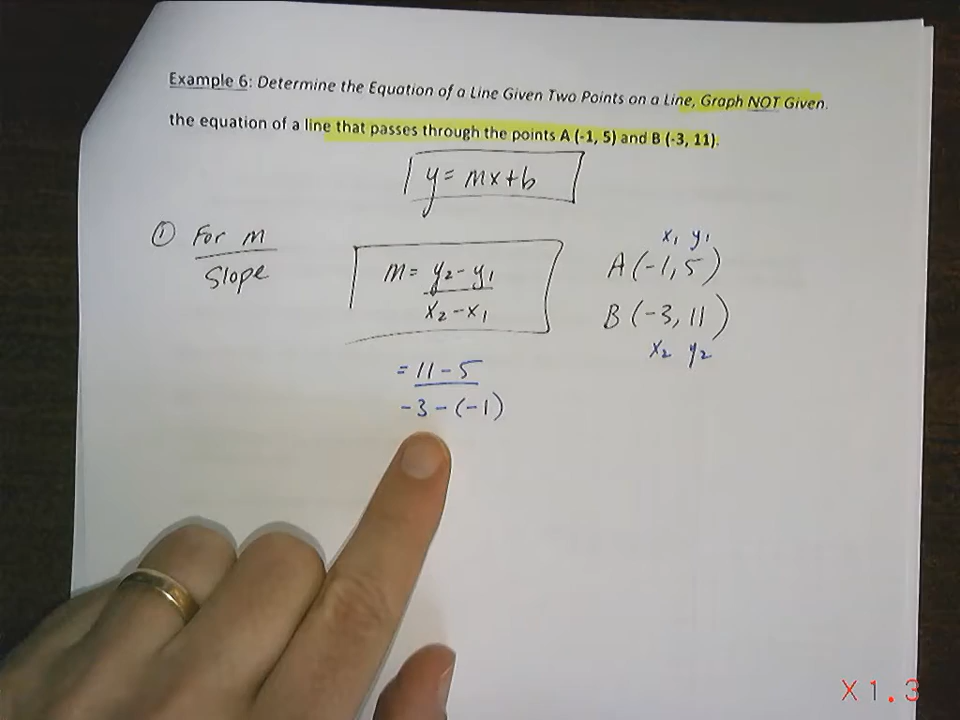 Example 6: Determine the Equation of a Line Given Two Points on a Line, Graph NOT Given.
the equation of a line that passes through the points A (-1, 5) and B (-3, 11).
y = mx+b
① For m
Slope
m = y₂ - y₁
x₂ - x₁
x₁ y₁
A (-1, 5)
B (-3, 11)
x₂ y₂
= 11 - 5
-3 - (-1)
X1.3